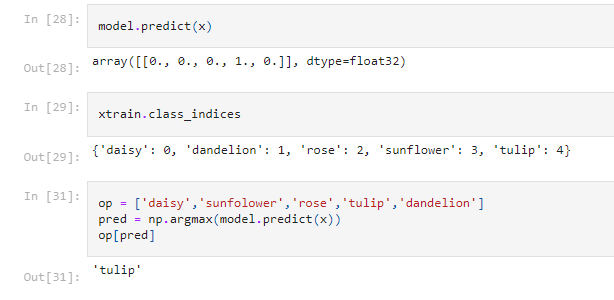 In [28]: model.predict(x)
Out[28]: array([[0., 0., 0., 1., 0.]], dtype=float32)
In [29]: xtrain.class_indices
Out[29]: {'daisy': 0, 'dandelion': 1, 'rose': 2, 'sunflower': 3, 'tulip': 4}
In [31]: op = ['daisy','sunfolower','rose','tulip','dandelion']
pred = np.argmax(model.predict(x))
op[pred]
Out[31]: 'tulip'